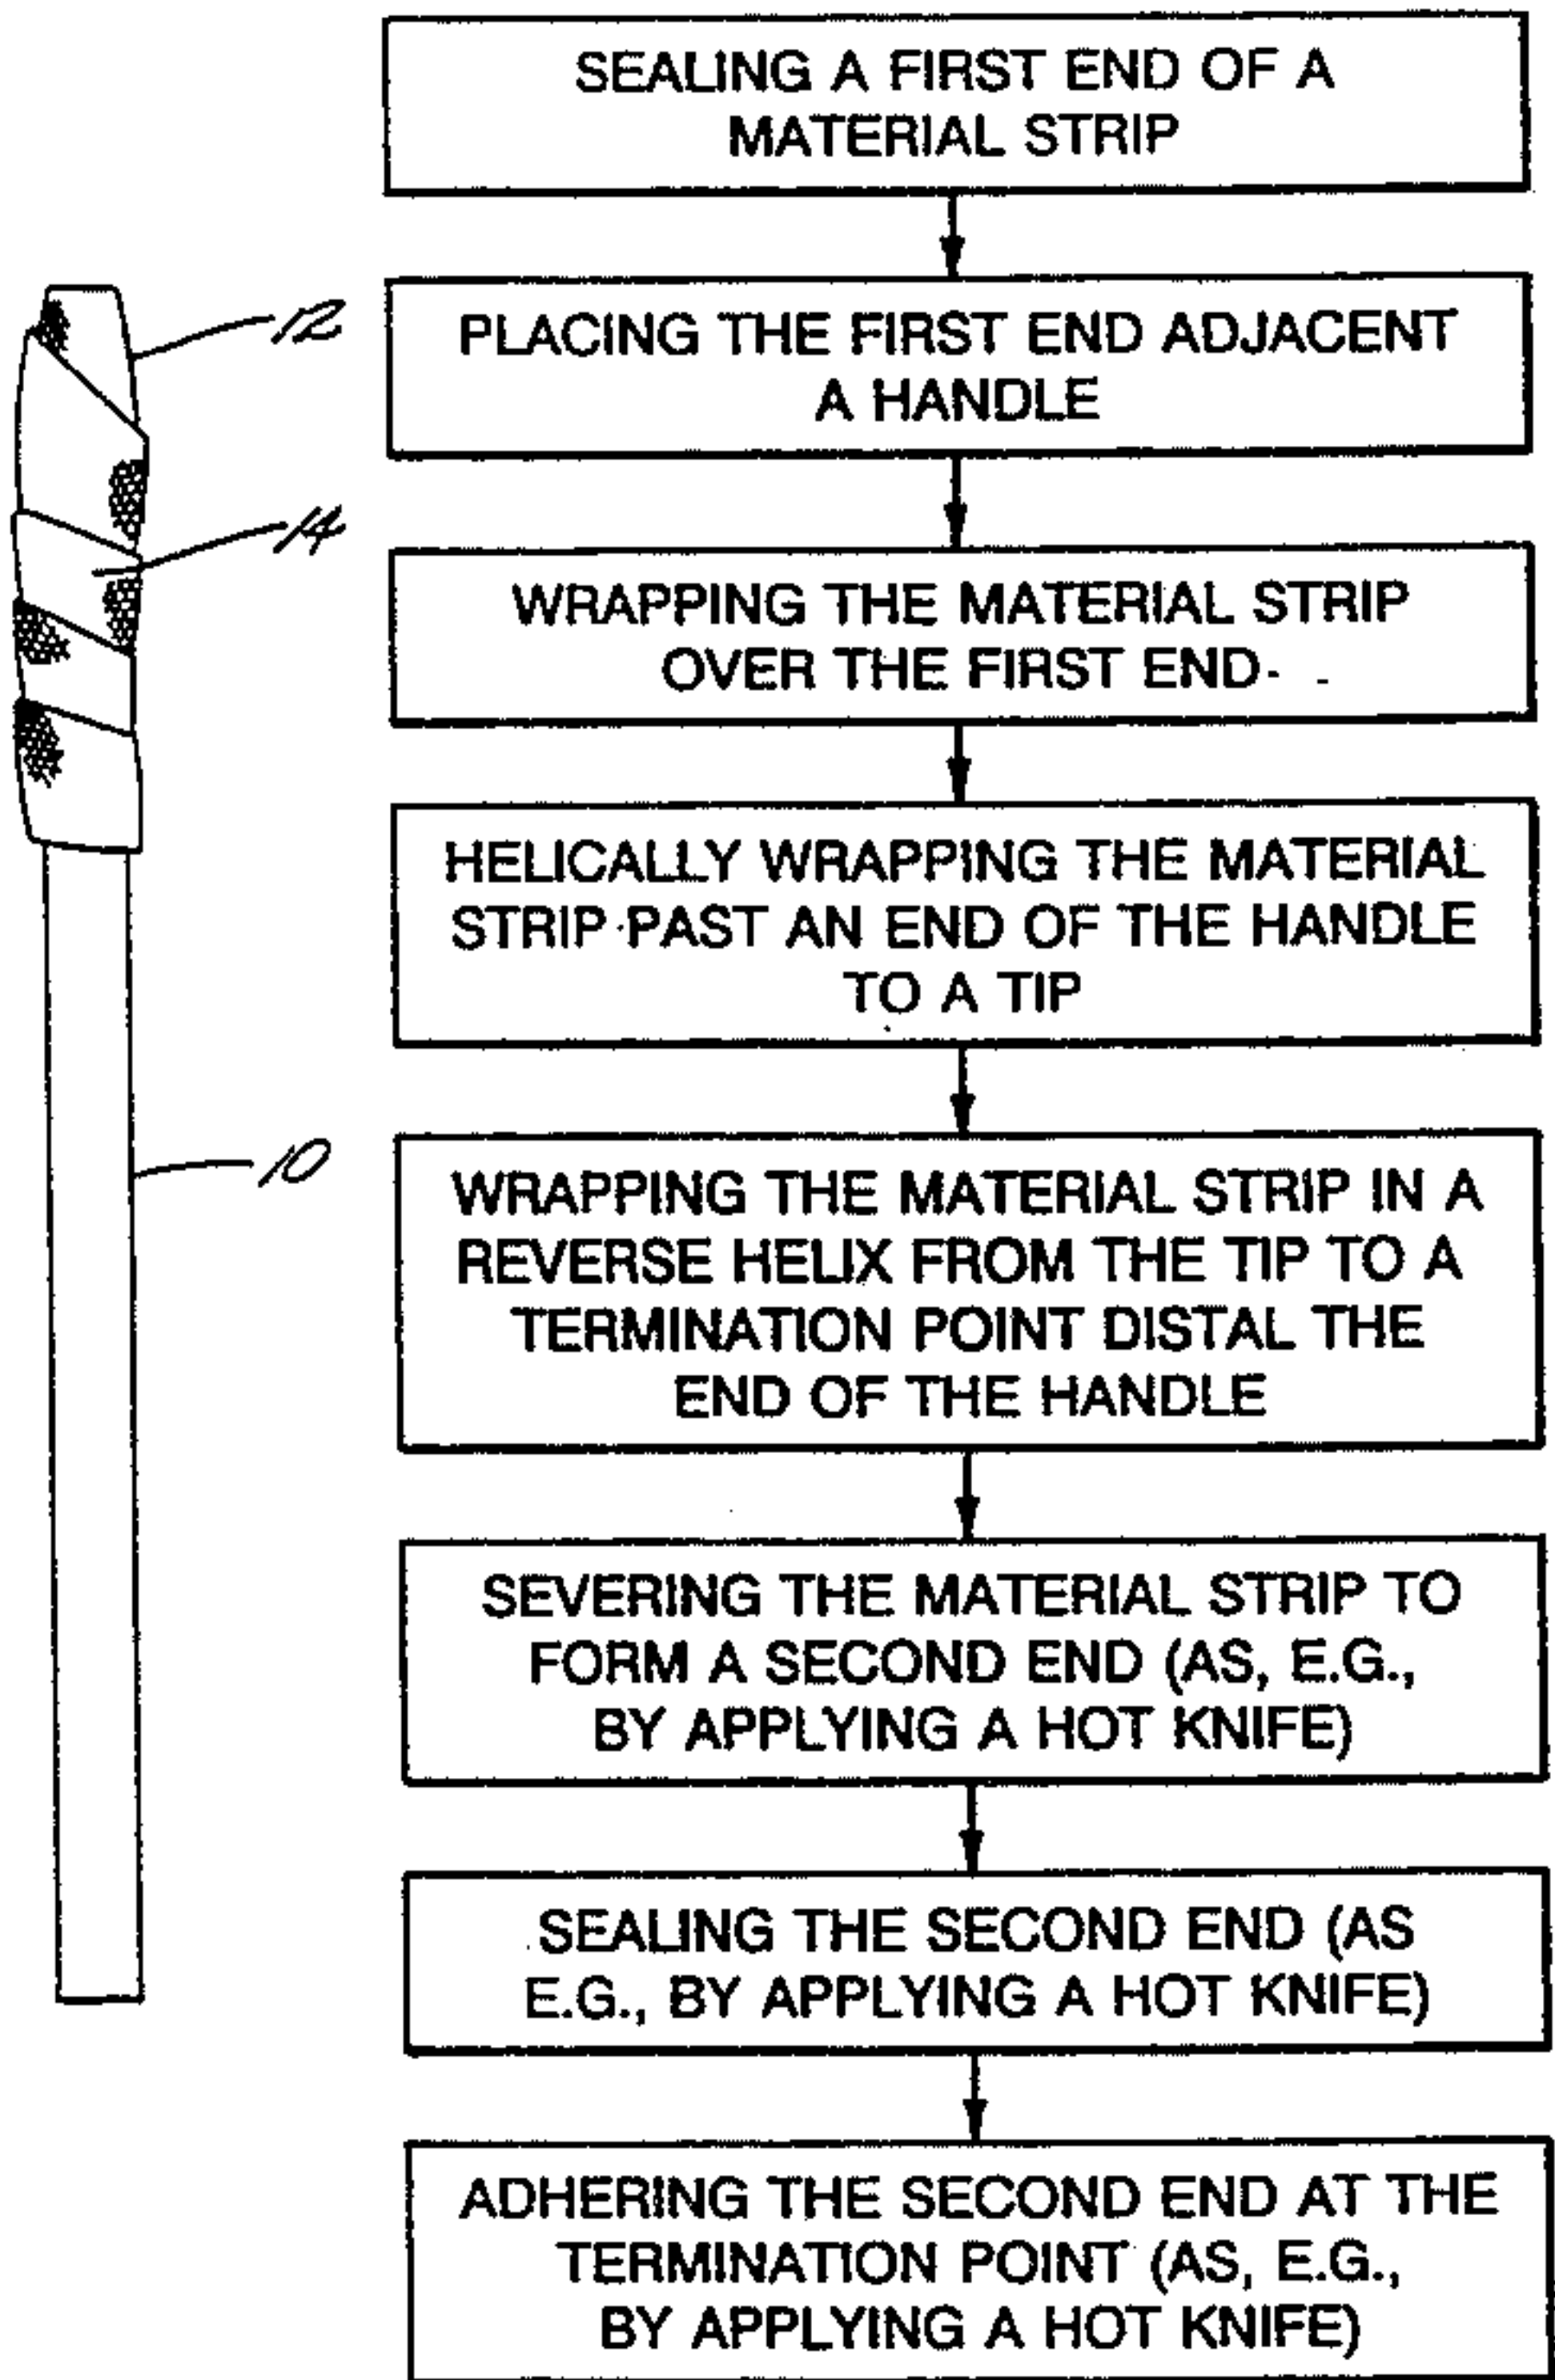 SEALING A FIRST END OF A
MATERIAL STRIP
12
PLACING THE FIRST END ADJACENT
A HANDLE
14
WRAPPING THE MATERIAL STRIP
OVER THE FIRST END
HELICALLY WRAPPING THE MATERIAL
STRIP PAST AN END OF THE HANDLE
TO A TIP
10
WRAPPING THE MATERIAL STRIP IN A
REVERSE HELIX FROM THE TIP TO A
TERMINATION POINT DISTAL THE
END OF THE HANDLE
SEVERING THE MATERIAL STRIP TO
FORM A SECOND END (AS, E.G.,
BY APPLYING A HOT KNIFE)
SEALING THE SECOND END (AS
E.G., BY APPLYING A HOT KNIFE)
ADHERING THE SECOND END AT THE
TERMINATION POINT (AS, E.G.,
BY APPLYING A HOT KNIFE)